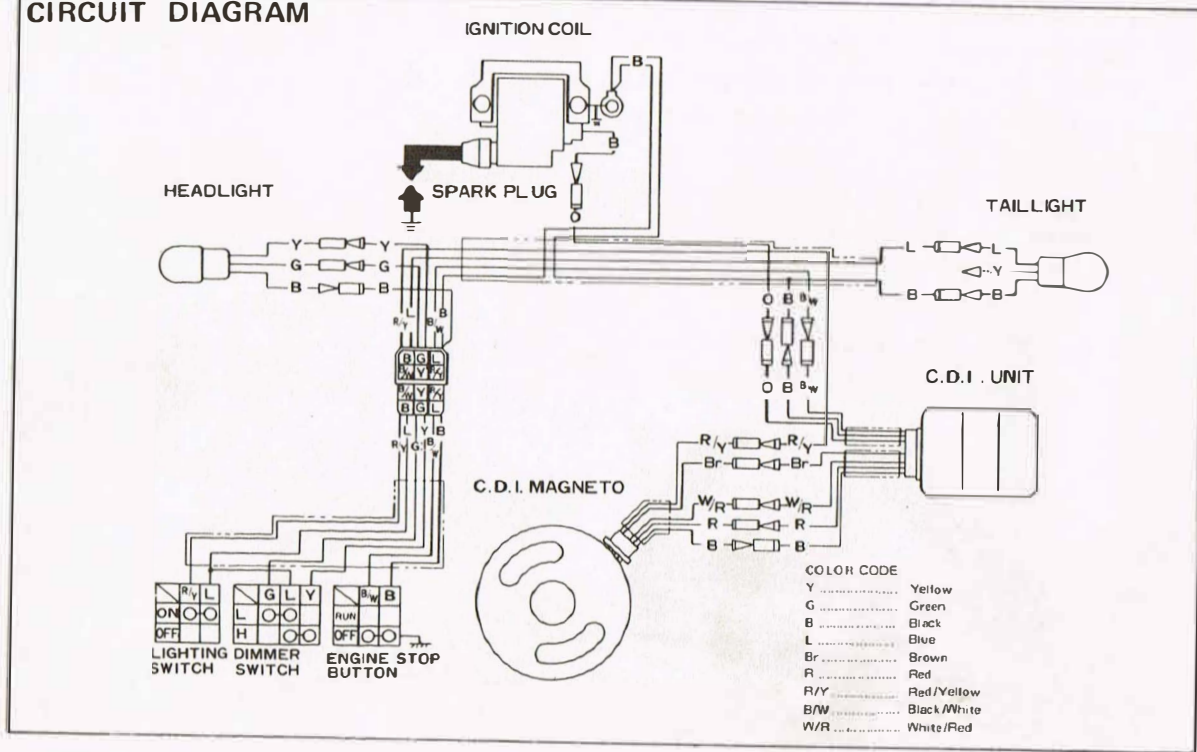 CIRCUIT DIAGRAM
IGNITION COIL
B
B
HEADLIGHT
SPARK PLUG
O
TAILLIGHT
Y Y
G G
B B
L L
Y
B B
R/Y L B/W B
O B B/W
B G L
B/W Y R/Y
B/W Y R/Y
B G L
O B B/W
C.D.I. UNIT
L Y B
R/Y G B/W
R/Y R/Y
Br Br
C.D.I. MAGNETO
W/R W/R
R R
B B
COLOR CODE
Y .................... Yellow
G .................... Green
B .................... Black
L .................... Blue
Br .................... Brown
R .................... Red
R/Y .................... Red/Yellow
B/W .................... Black/White
W/R .................... White/Red
R/Y L
ON
OFF
LIGHTING
SWITCH
G L Y
L
H
DIMMER
SWITCH
B/W B
RUN
OFF
ENGINE STOP
BUTTON